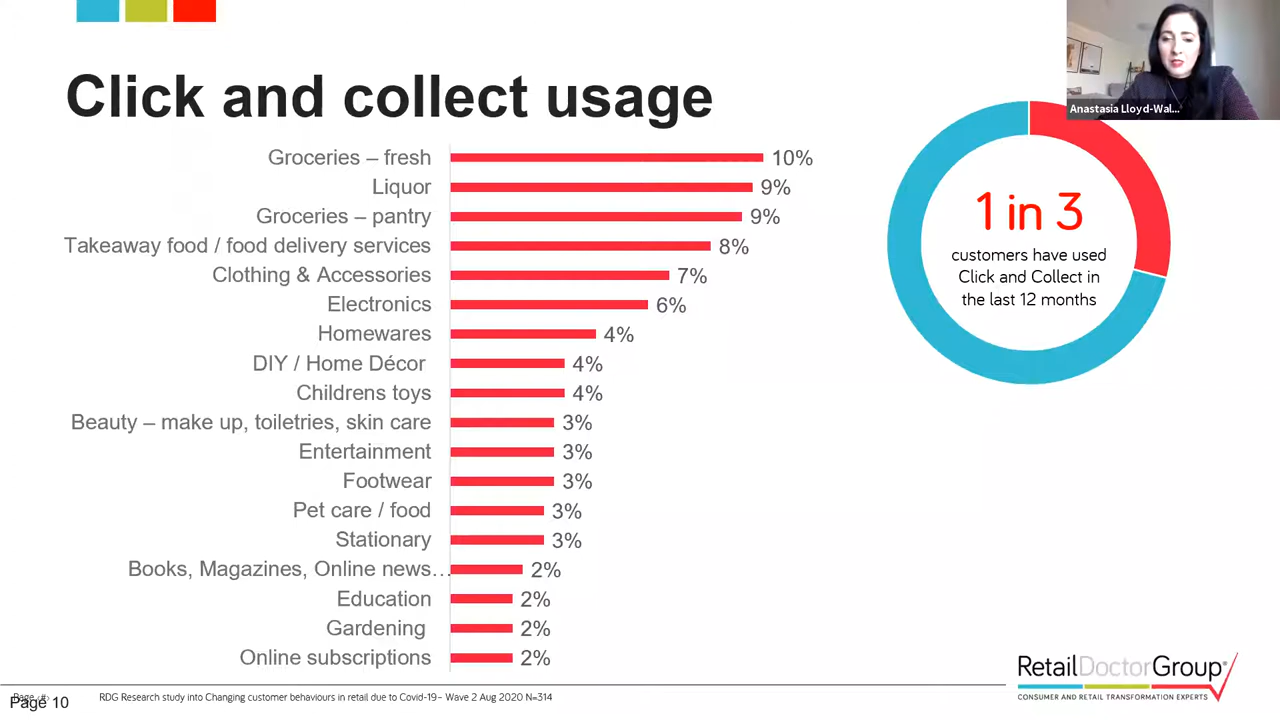 Click and collect usage
Groceries – fresh 10%
Liquor 9%
Groceries – pantry 9%
Takeaway food / food delivery services 8%
Clothing & Accessories 7%
Electronics 6%
Homewares 4%
DIY / Home Décor 4%
Childrens toys 4%
Beauty – make up, toiletries, skin care 3%
Entertainment 3%
Footwear 3%
Pet care / food 3%
Stationary 3%
Books, Magazines, Online news… 2%
Education 2%
Gardening 2%
Online subscriptions 2%
Anastasia Lloyd-Wal...
1 in 3
customers have used
Click and Collect in
the last 12 months
Page 10
RDG Research study into Changing customer behaviours in retail due to Covid-19– Wave 2 Aug 2020 N=314
RetailDoctorGroup
CONSUMER AND RETAIL TRANSFORMATION EXPERTS